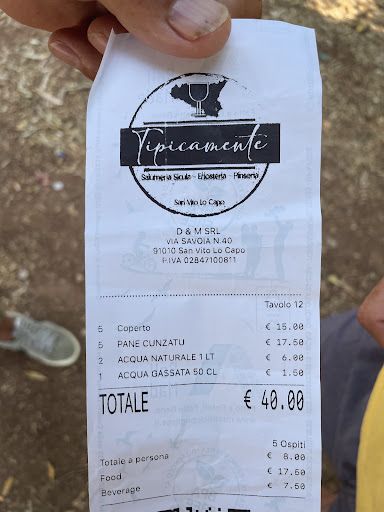 Tipicamente
Salumeria Sicula - Enosteria - Pinseria
San Vito Lo Capo
D & M SRL
VIA SAVOIA N.40
91010 San Vito Lo Capo
P.IVA 02847100811
Tavolo 12
5 Coperto € 15.00
5 PANE CUNZATU € 17.50
2 ACQUA NATURALE 1 LT € 6.00
1 ACQUA GASSATA 50 CL € 1.50
TOTALE € 40.00
5 Ospiti
Totale a persona € 8.00
Food € 17.50
Beverage € 7.50